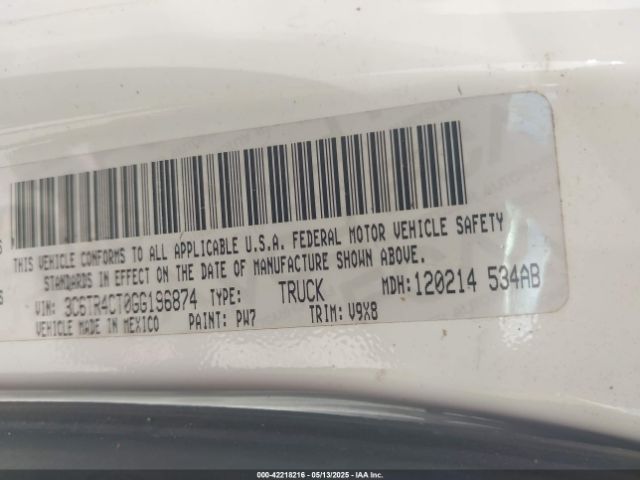 THIS VEHICLE CONFORMS TO ALL APPLICABLE U.S.A. FEDERAL MOTOR VEHICLE SAFETY
STANDARDS IN EFFECT ON THE DATE OF MANUFACTURE SHOWN ABOVE.
VIN: 3C6TR4CT0GG196874 TYPE: TRUCK MDH: 120214 534AB
VEHICLE MADE IN MEXICO PAINT: PW7 TRIM: V9X8
000-42218216 - 05/13/2025 - IAA Inc.